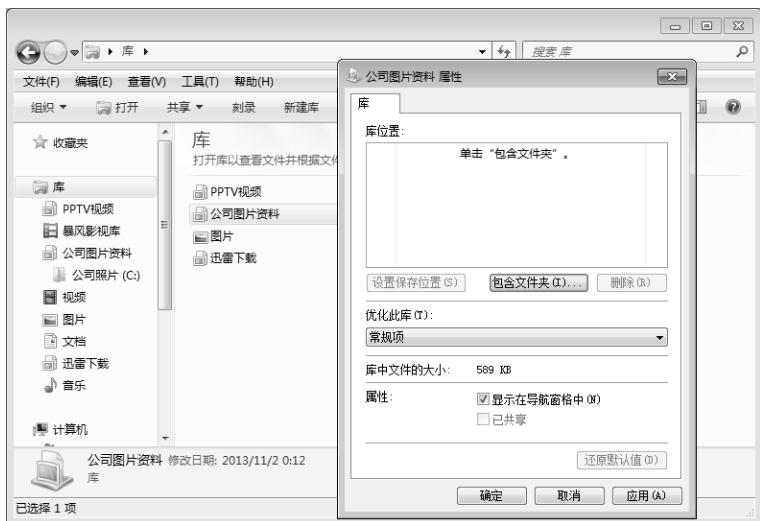 库
搜索 库
文件(F) 编辑(E) 查看(V) 工具(T) 帮助(H)
组织 打开 共享 刻录 新建库
收藏夹
库
PPTV视频
暴风影视库
公司图片资料
公司照片 (C:)
视频
图片
文档
迅雷下载
音乐
计算机
库
打开库以查看文件并根据文件
PPTV视频
公司图片资料
图片
迅雷下载
公司图片资料 修改日期: 2013/11/2 0:12
库
已选择 1 项
公司图片资料 属性
库
库位置:
单击“包含文件夹”。
设置保存位置(S) 包含文件夹(I)... 删除(R)
优化此库(T):
常规项
库中文件的大小: 589 KB
属性: 显示在导航窗格中(N)
已共享
还原默认值(D)
确定 取消 应用(A)